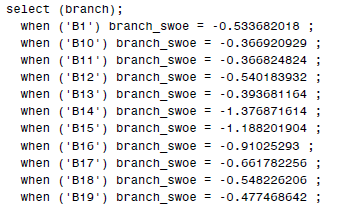 select (branch);
when ('B1') branch_swoe = -0.533682018 ;
when ('B10') branch_swoe = -0.366920929 ;
when ('B11') branch_swoe = -0.366824824 ;
when ('B12') branch_swoe = -0.540183932 ;
when ('B13') branch_swoe = -0.393681164 ;
when ('B14') branch_swoe = -1.376871614 ;
when ('B15') branch_swoe = -1.188201904 ;
when ('B16') branch_swoe = -0.91025293 ;
when ('B17') branch_swoe = -0.661782256 ;
when ('B18') branch_swoe = -0.548226206 ;
when ('B19') branch_swoe = -0.477468642 ;